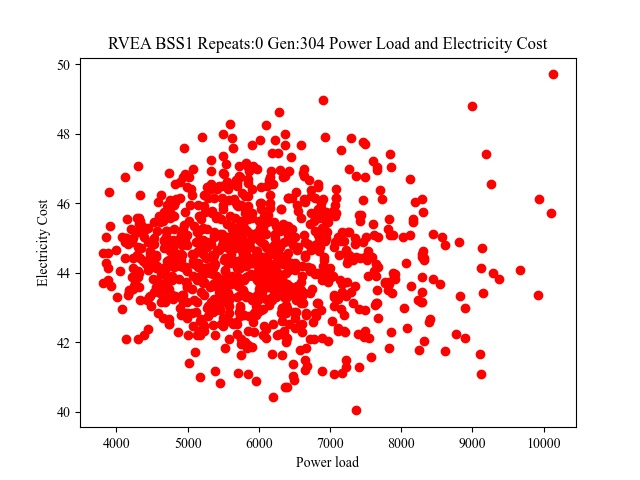 RVEA BSS1 Repeats:0 Gen:304 Power Load and Electricity Cost
50
48
46
44
42
40
Electricity Cost
4000 5000 6000 7000 8000 9000 10000
Power load